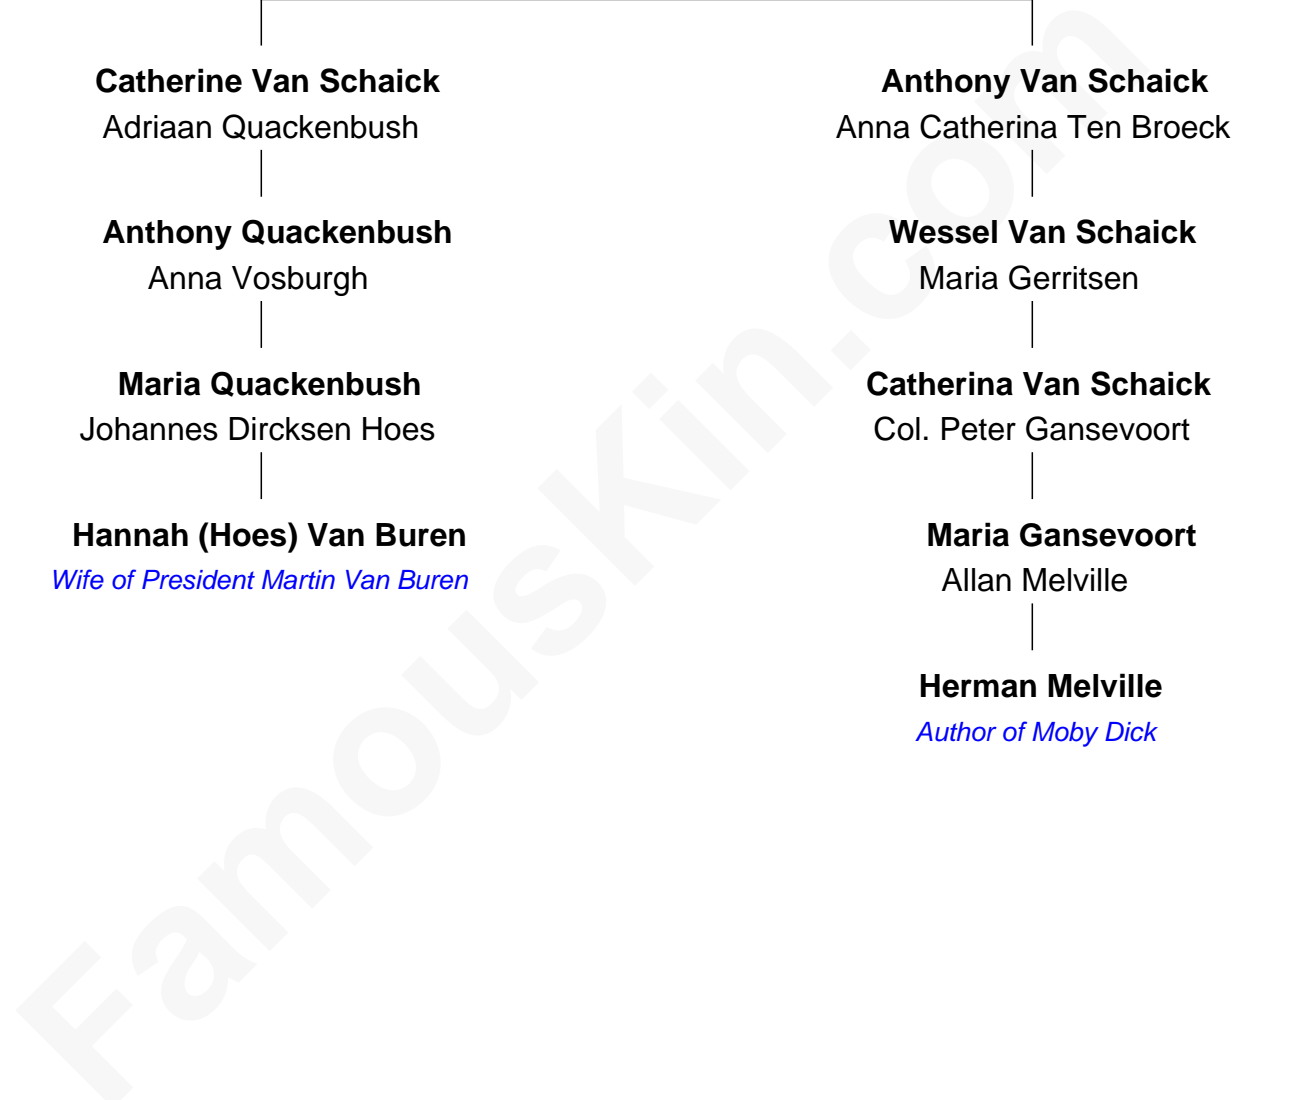 Catherine Van Schaick
Adriaan Quackenbush
Anthony Quackenbush
Anna Vosburgh
Maria Quackenbush
Johannes Dircksen Hoes
Hannah (Hoes) Van Buren
Wife of President Martin Van Buren
Anthony Van Schaick
Anna Catherina Ten Broeck
Wessel Van Schaick
Maria Gerritsen
Catherina Van Schaick
Col. Peter Gansevoort
Maria Gansevoort
Allan Melville
Herman Melville
Author of Moby Dick
FamousKin.com